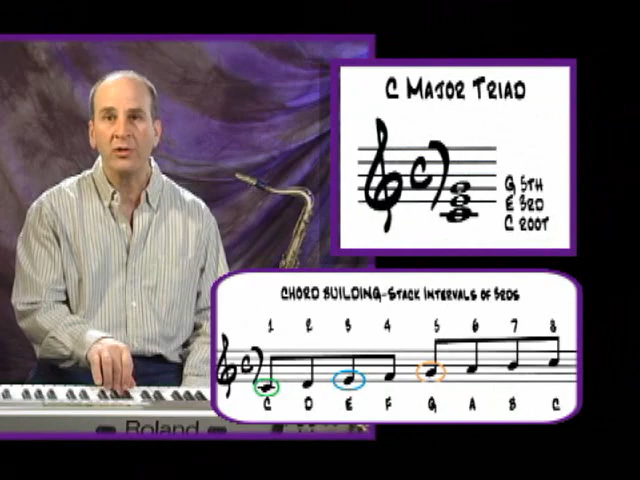 C MAJOR TRIAD
G 5TH
E 3RD
C ROOT
CHORD BUILDING-STACK INTERVALS OF 3RDS
1 2 3 4 5 6 7 8
C D E F G A B C
Roland